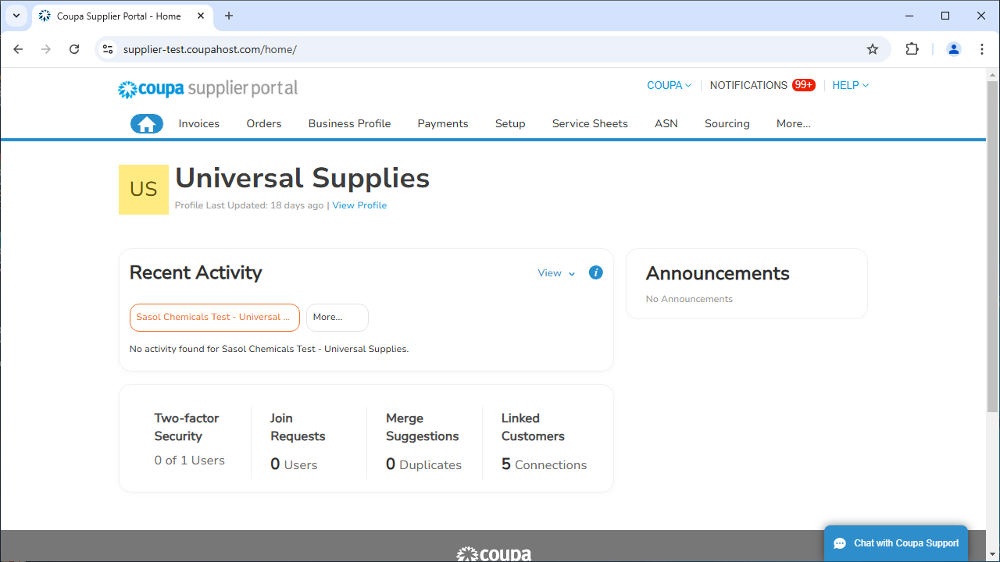 Coupa Supplier Portal - Home
supplier-test.coupahost.com/home/
coupa supplier portal
COUPA
NOTIFICATIONS 99+
HELP
Invoices
Orders
Business Profile
Payments
Setup
Service Sheets
ASN
Sourcing
More...
US
Universal Supplies
Profile Last Updated: 18 days ago | View Profile
Recent Activity
View
i
Sasol Chemicals Test - Universal ...
More...
No activity found for Sasol Chemicals Test - Universal Supplies.
Announcements
No Announcements
Two-factor
Security
0 of 1 Users
Join
Requests
0 Users
Merge
Suggestions
0 Duplicates
Linked
Customers
5 Connections
coupa
Chat with Coupa Support